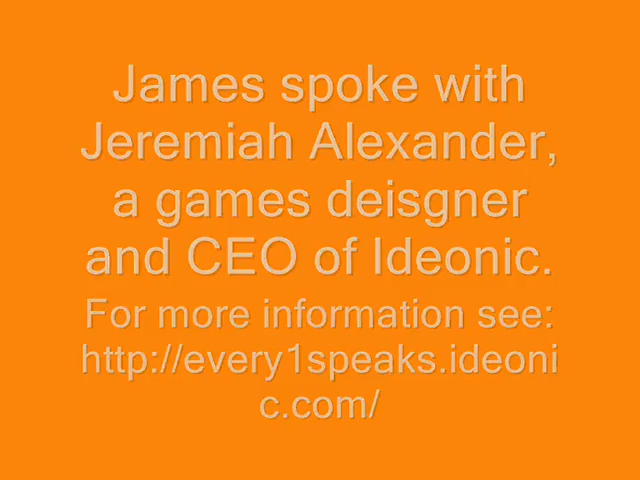 James spoke with
Jeremiah Alexander,
a games deisgner
and CEO of Ideonic.
For more information see:
http://every1speaks.ideoni
c.com/